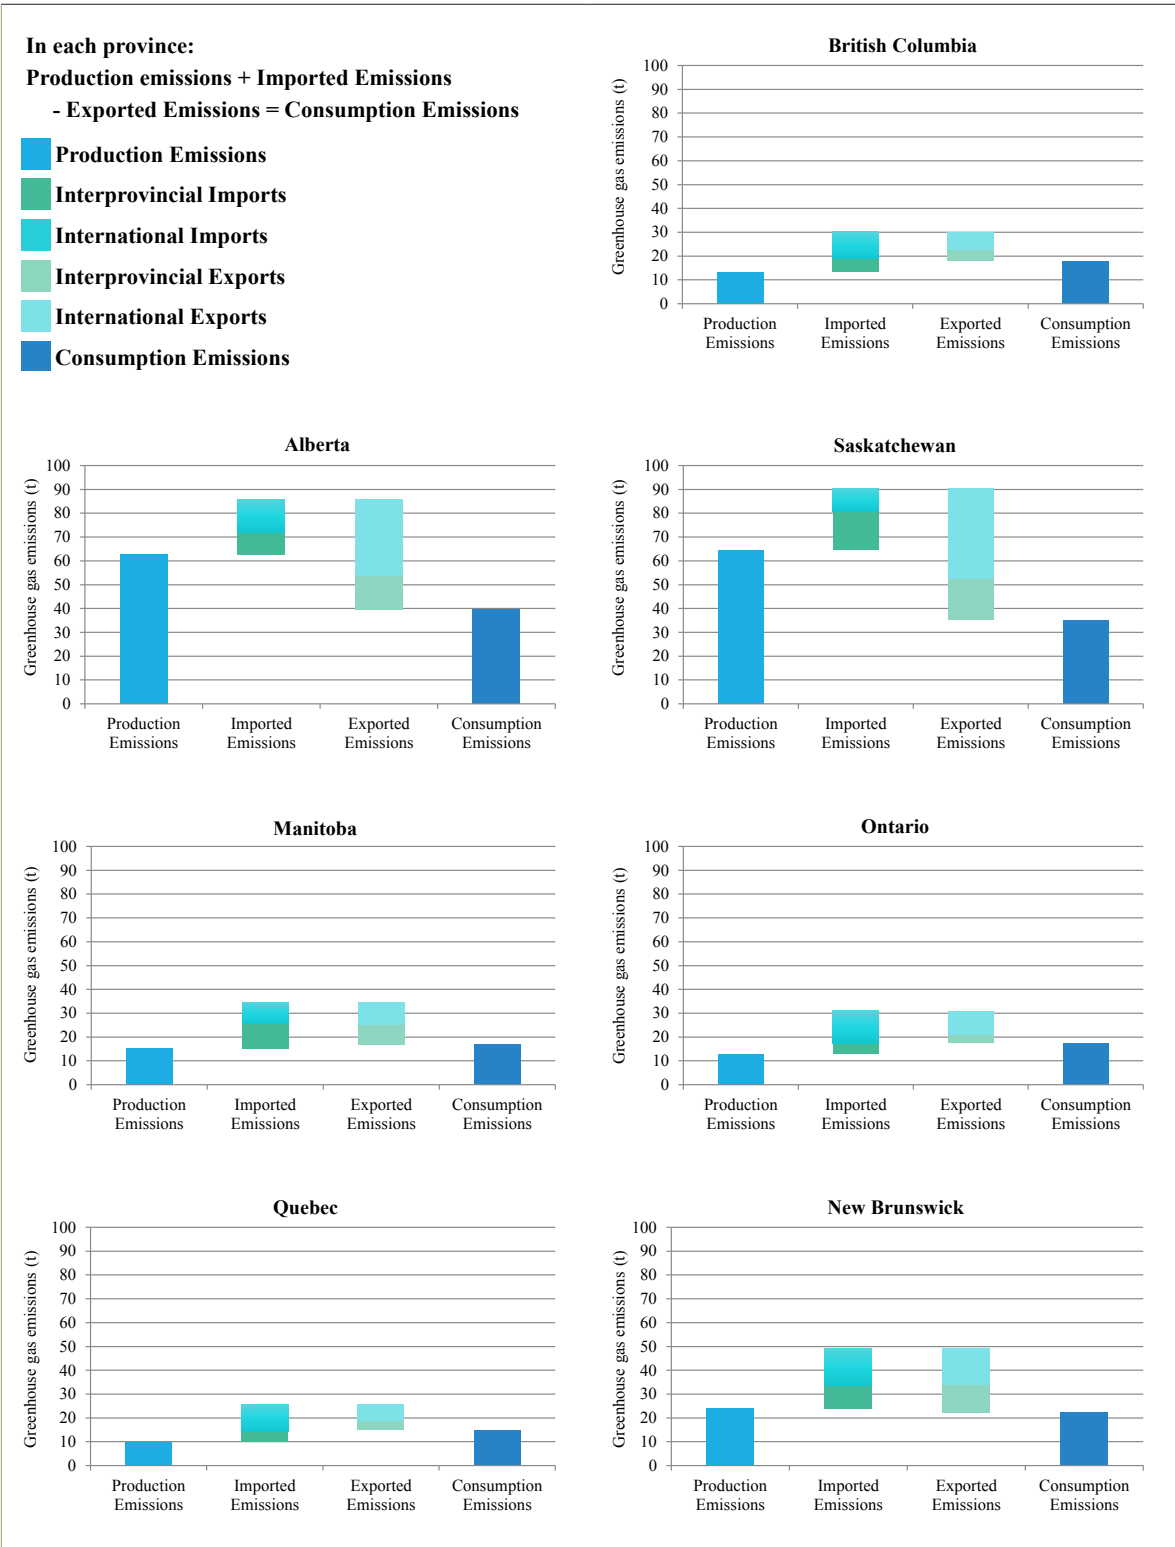 In each province:
Production emissions + Imported Emissions
- Exported Emissions = Consumption Emissions
Production Emissions
Interprovincial Imports
International Imports
Interprovincial Exports
International Exports
Consumption Emissions
British Columbia
Greenhouse gas emissions (t)
100
90
80
70
60
50
40
30
20
10
0
Production Emissions
Imported Emissions
Exported Emissions
Consumption Emissions
Alberta
Greenhouse gas emissions (t)
100
90
80
70
60
50
40
30
20
10
0
Production Emissions
Imported Emissions
Exported Emissions
Consumption Emissions
Saskatchewan
Greenhouse gas emissions (t)
100
90
80
70
60
50
40
30
20
10
0
Production Emissions
Imported Emissions
Exported Emissions
Consumption Emissions
Manitoba
Greenhouse gas emissions (t)
100
90
80
70
60
50
40
30
20
10
0
Production Emissions
Imported Emissions
Exported Emissions
Consumption Emissions
Ontario
Greenhouse gas emissions (t)
100
90
80
70
60
50
40
30
20
10
0
Production Emissions
Imported Emissions
Exported Emissions
Consumption Emissions
Quebec
Greenhouse gas emissions (t)
100
90
80
70
60
50
40
30
20
10
0
Production Emissions
Imported Emissions
Exported Emissions
Consumption Emissions
New Brunswick
Greenhouse gas emissions (t)
100
90
80
70
60
50
40
30
20
10
0
Production Emissions
Imported Emissions
Exported Emissions
Consumption Emissions